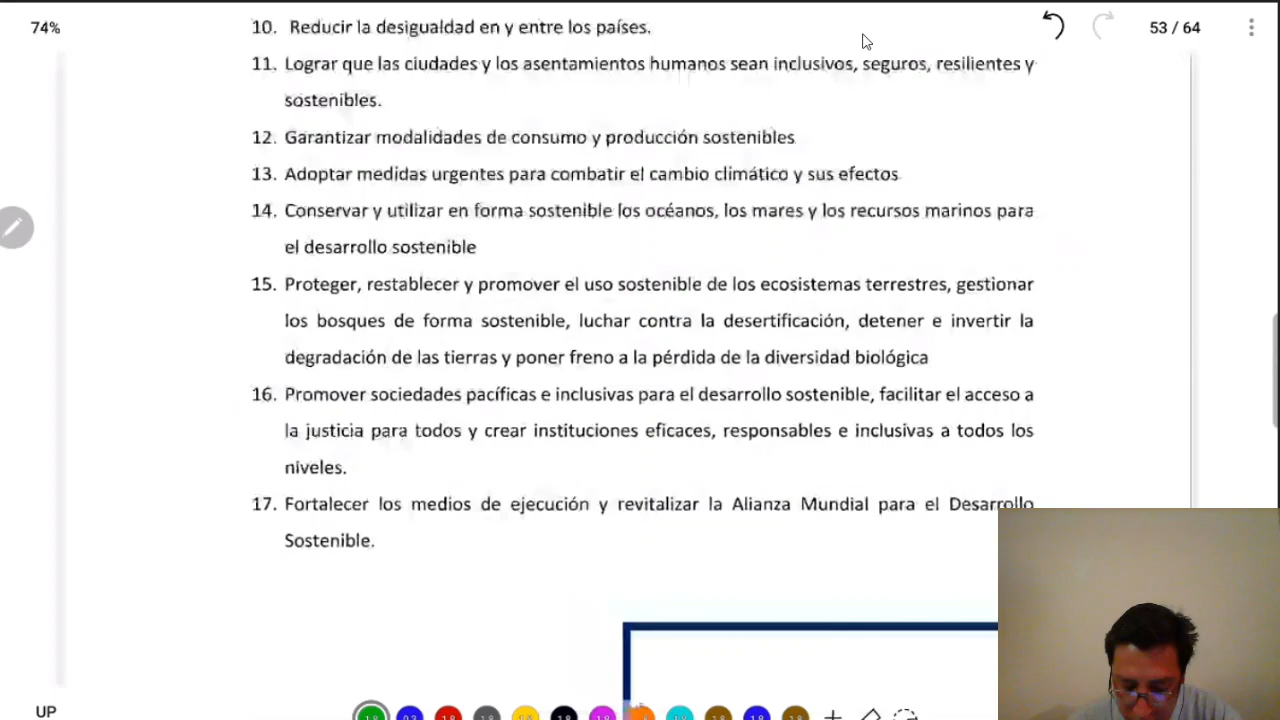 74%
53 / 64
10. Reducir la desigualdad en y entre los países.
11. Lograr que las ciudades y los asentamientos humanos sean inclusivos, seguros, resilientes y
sostenibles.
12. Garantizar modalidades de consumo y producción sostenibles
13. Adoptar medidas urgentes para combatir el cambio climático y sus efectos
14. Conservar y utilizar en forma sostenible los océanos, los mares y los recursos marinos para
el desarrollo sostenible
15. Proteger, restablecer y promover el uso sostenible de los ecosistemas terrestres, gestionar
los bosques de forma sostenible, luchar contra la desertificación, detener e invertir la
degradación de las tierras y poner freno a la pérdida de la diversidad biológica
16. Promover sociedades pacíficas e inclusivas para el desarrollo sostenible, facilitar el acceso a
la justicia para todos y crear instituciones eficaces, responsables e inclusivas a todos los
niveles.
17. Fortalecer los medios de ejecución y revitalizar la Alianza Mundial para el Desarrollo
Sostenible.
UP